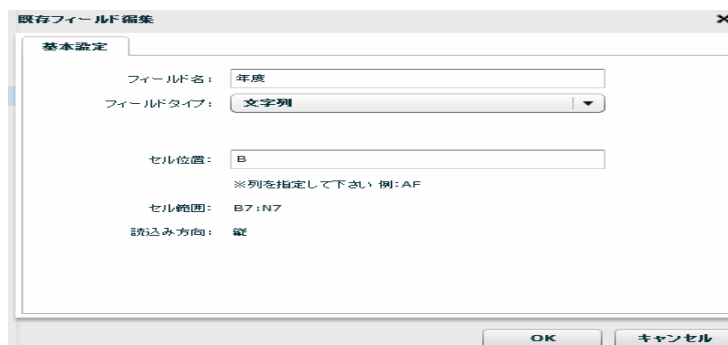 既存フィールド編集
基本設定
フィールド名: 年度
フィールドタイプ: 文字列
セル位置: B
※列を指定して下さい 例:AF
セル範囲: B7:N7
読込み方向: 縦
OK キャンセル